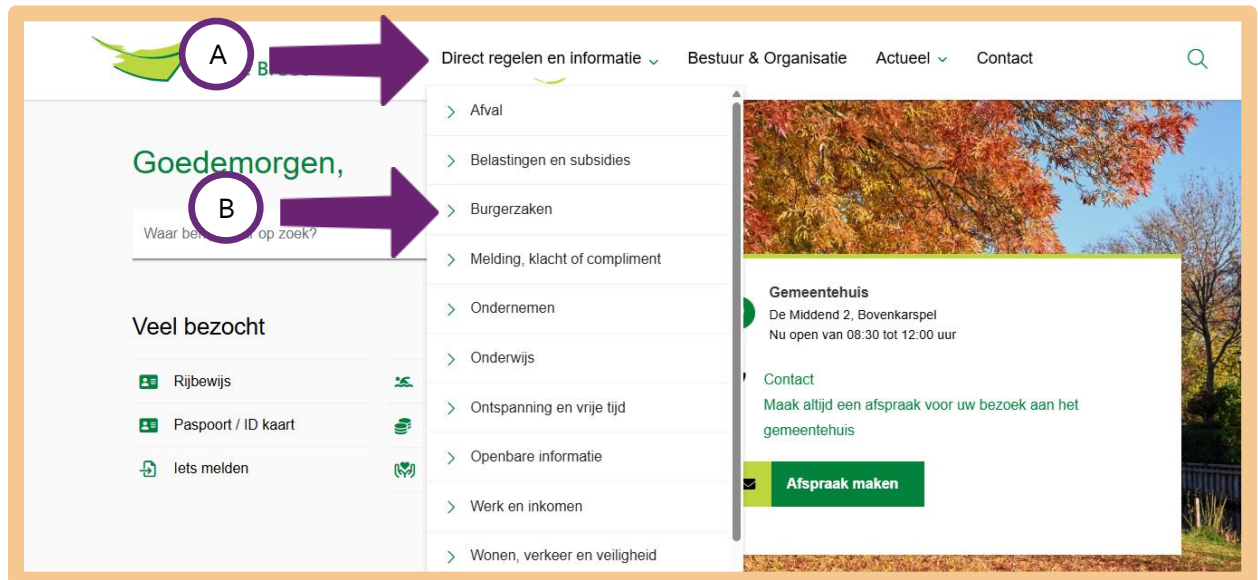 A
Direct regelen en informatie
Bestuur & Organisatie
Actueel
Contact
Afval
Belastingen en subsidies
Burgerzaken
Melding, klacht of compliment
Ondernemen
Onderwijs
Ontspanning en vrije tijd
Openbare informatie
Werk en inkomen
Wonen, verkeer en veiligheid
Goedemorgen,
B
Waar op zoek?
Veel bezocht
Rijbewijs
Paspoort / ID kaart
Iets melden
Gemeentehuis
De Middend 2, Bovenkarspel
Nu open van 08:30 tot 12:00 uur
Contact
Maak altijd een afspraak voor uw bezoek aan het
gemeentehuis
Afspraak maken